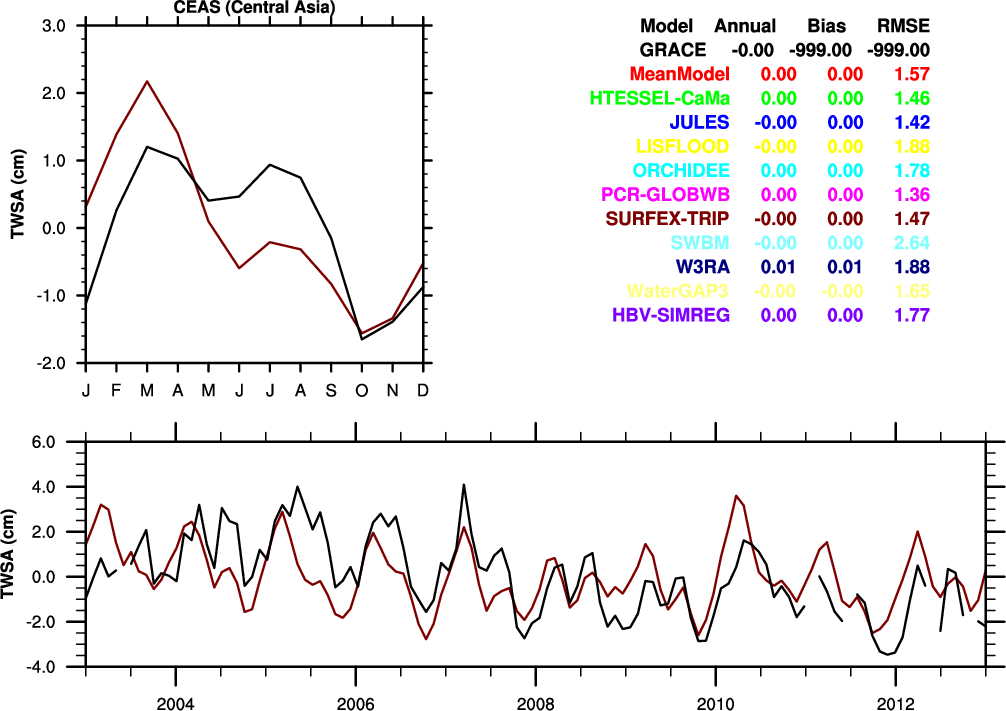 CEAS (Central Asia)
TWSA (cm)
3.0
2.0
1.0
0.0
-1.0
-2.0
J F M A M J J A S O N D
Model Annual Bias RMSE
GRACE -0.00 -999.00 -999.00
MeanModel 0.00 0.00 1.57
HTESSEL-CaMa 0.00 0.00 1.46
JULES -0.00 0.00 1.42
LISFLOOD -0.00 0.00 1.88
ORCHIDEE 0.00 0.00 1.78
PCR-GLOBWB 0.00 0.00 1.36
SURFEX-TRIP -0.00 0.00 1.47
SWBM -0.00 0.00 2.64
W3RA 0.01 0.01 1.88
WaterGAP3 -0.00 -0.00 1.65
HBV-SIMREG 0.00 0.00 1.77
TWSA (cm)
6.0
4.0
2.0
0.0
-2.0
-4.0
2004 2006 2008 2010 2012